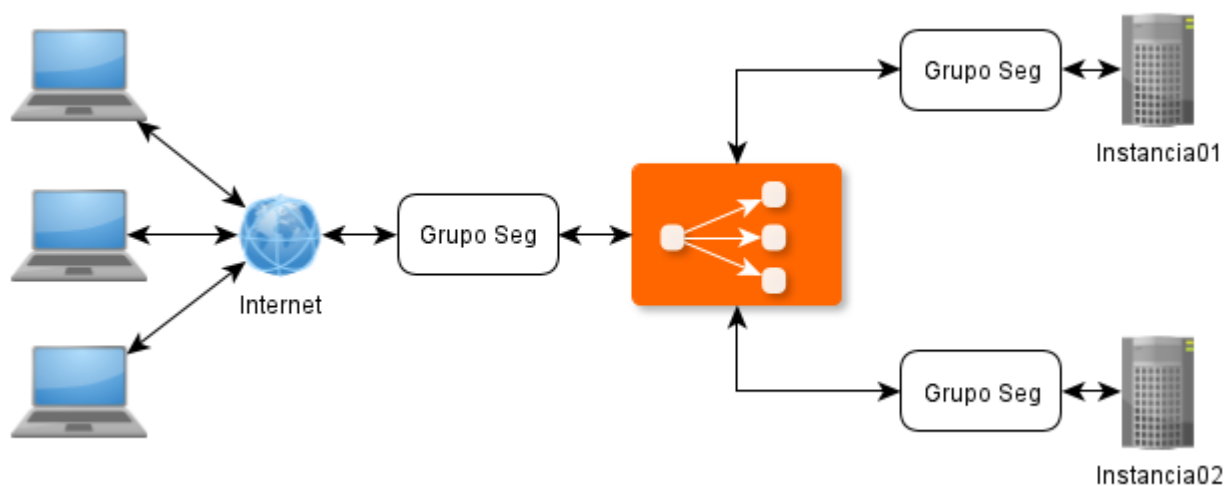 Grupo Seg
Instancia01
Grupo Seg
Internet
Grupo Seg
Instancia02